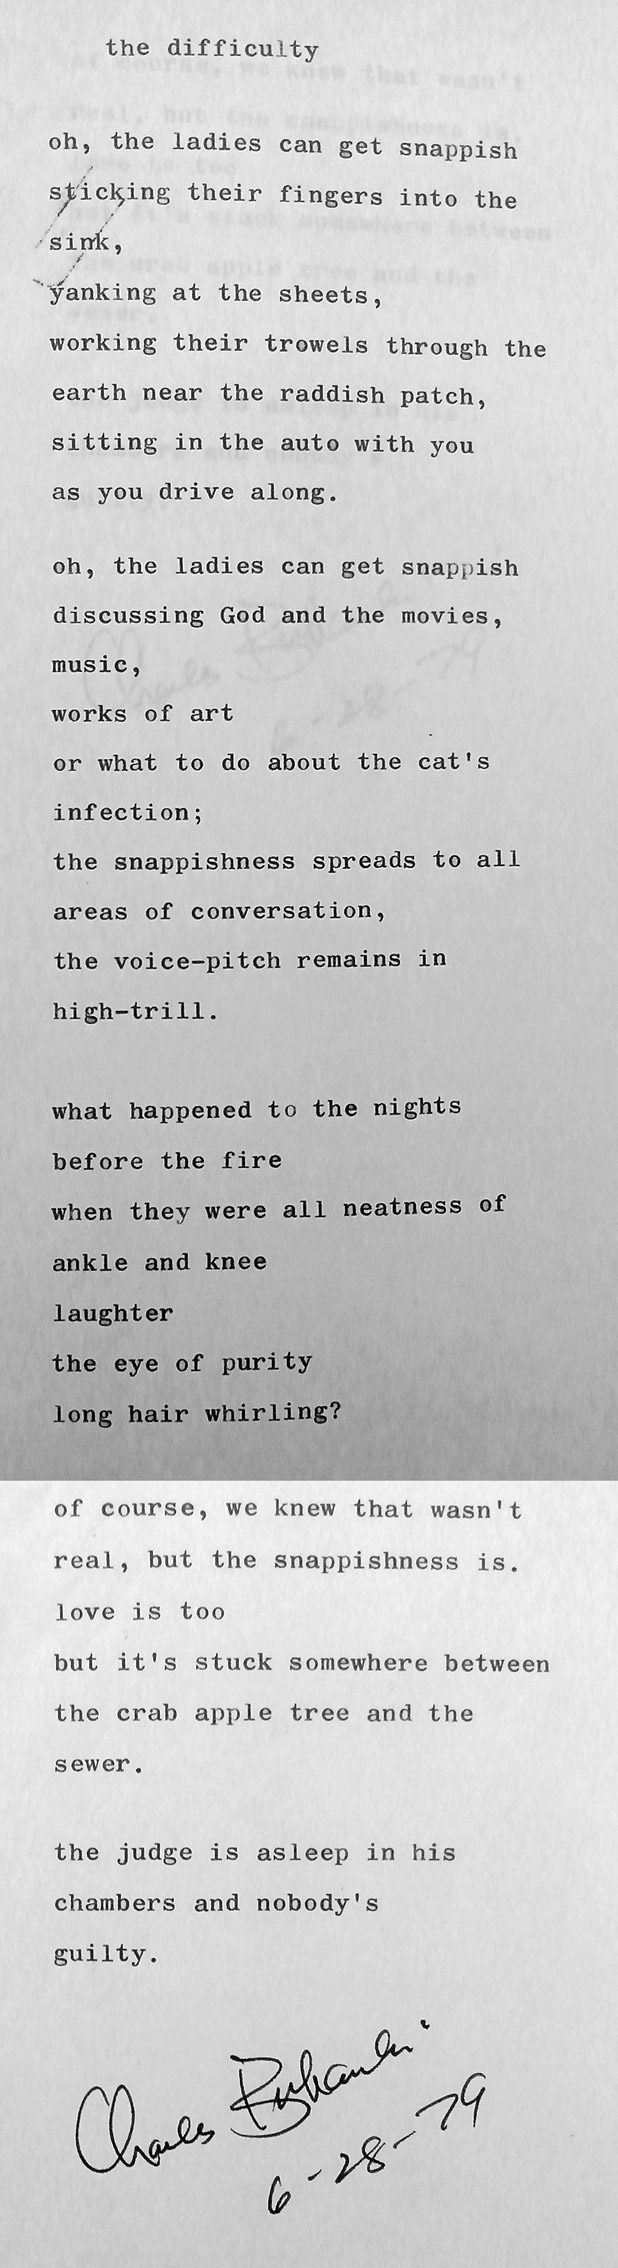 the difficulty
oh, the ladies can get snappish
sticking their fingers into the
sink,
yanking at the sheets,
working their trowels through the
earth near the raddish patch,
sitting in the auto with you
as you drive along.
oh, the ladies can get snappish
discussing God and the movies,
music,
works of art
or what to do about the cat's
infection;
the snappishness spreads to all
areas of conversation,
the voice-pitch remains in
high-trill.
what happened to the nights
before the fire
when they were all neatness of
ankle and knee
laughter
the eye of purity
long hair whirling?
of course, we knew that wasn't
real, but the snappishness is.
love is too
but it's stuck somewhere between
the crab apple tree and the
sewer.
the judge is asleep in his
chambers and nobody's
guilty.
Charles Bukowski
6-28-79